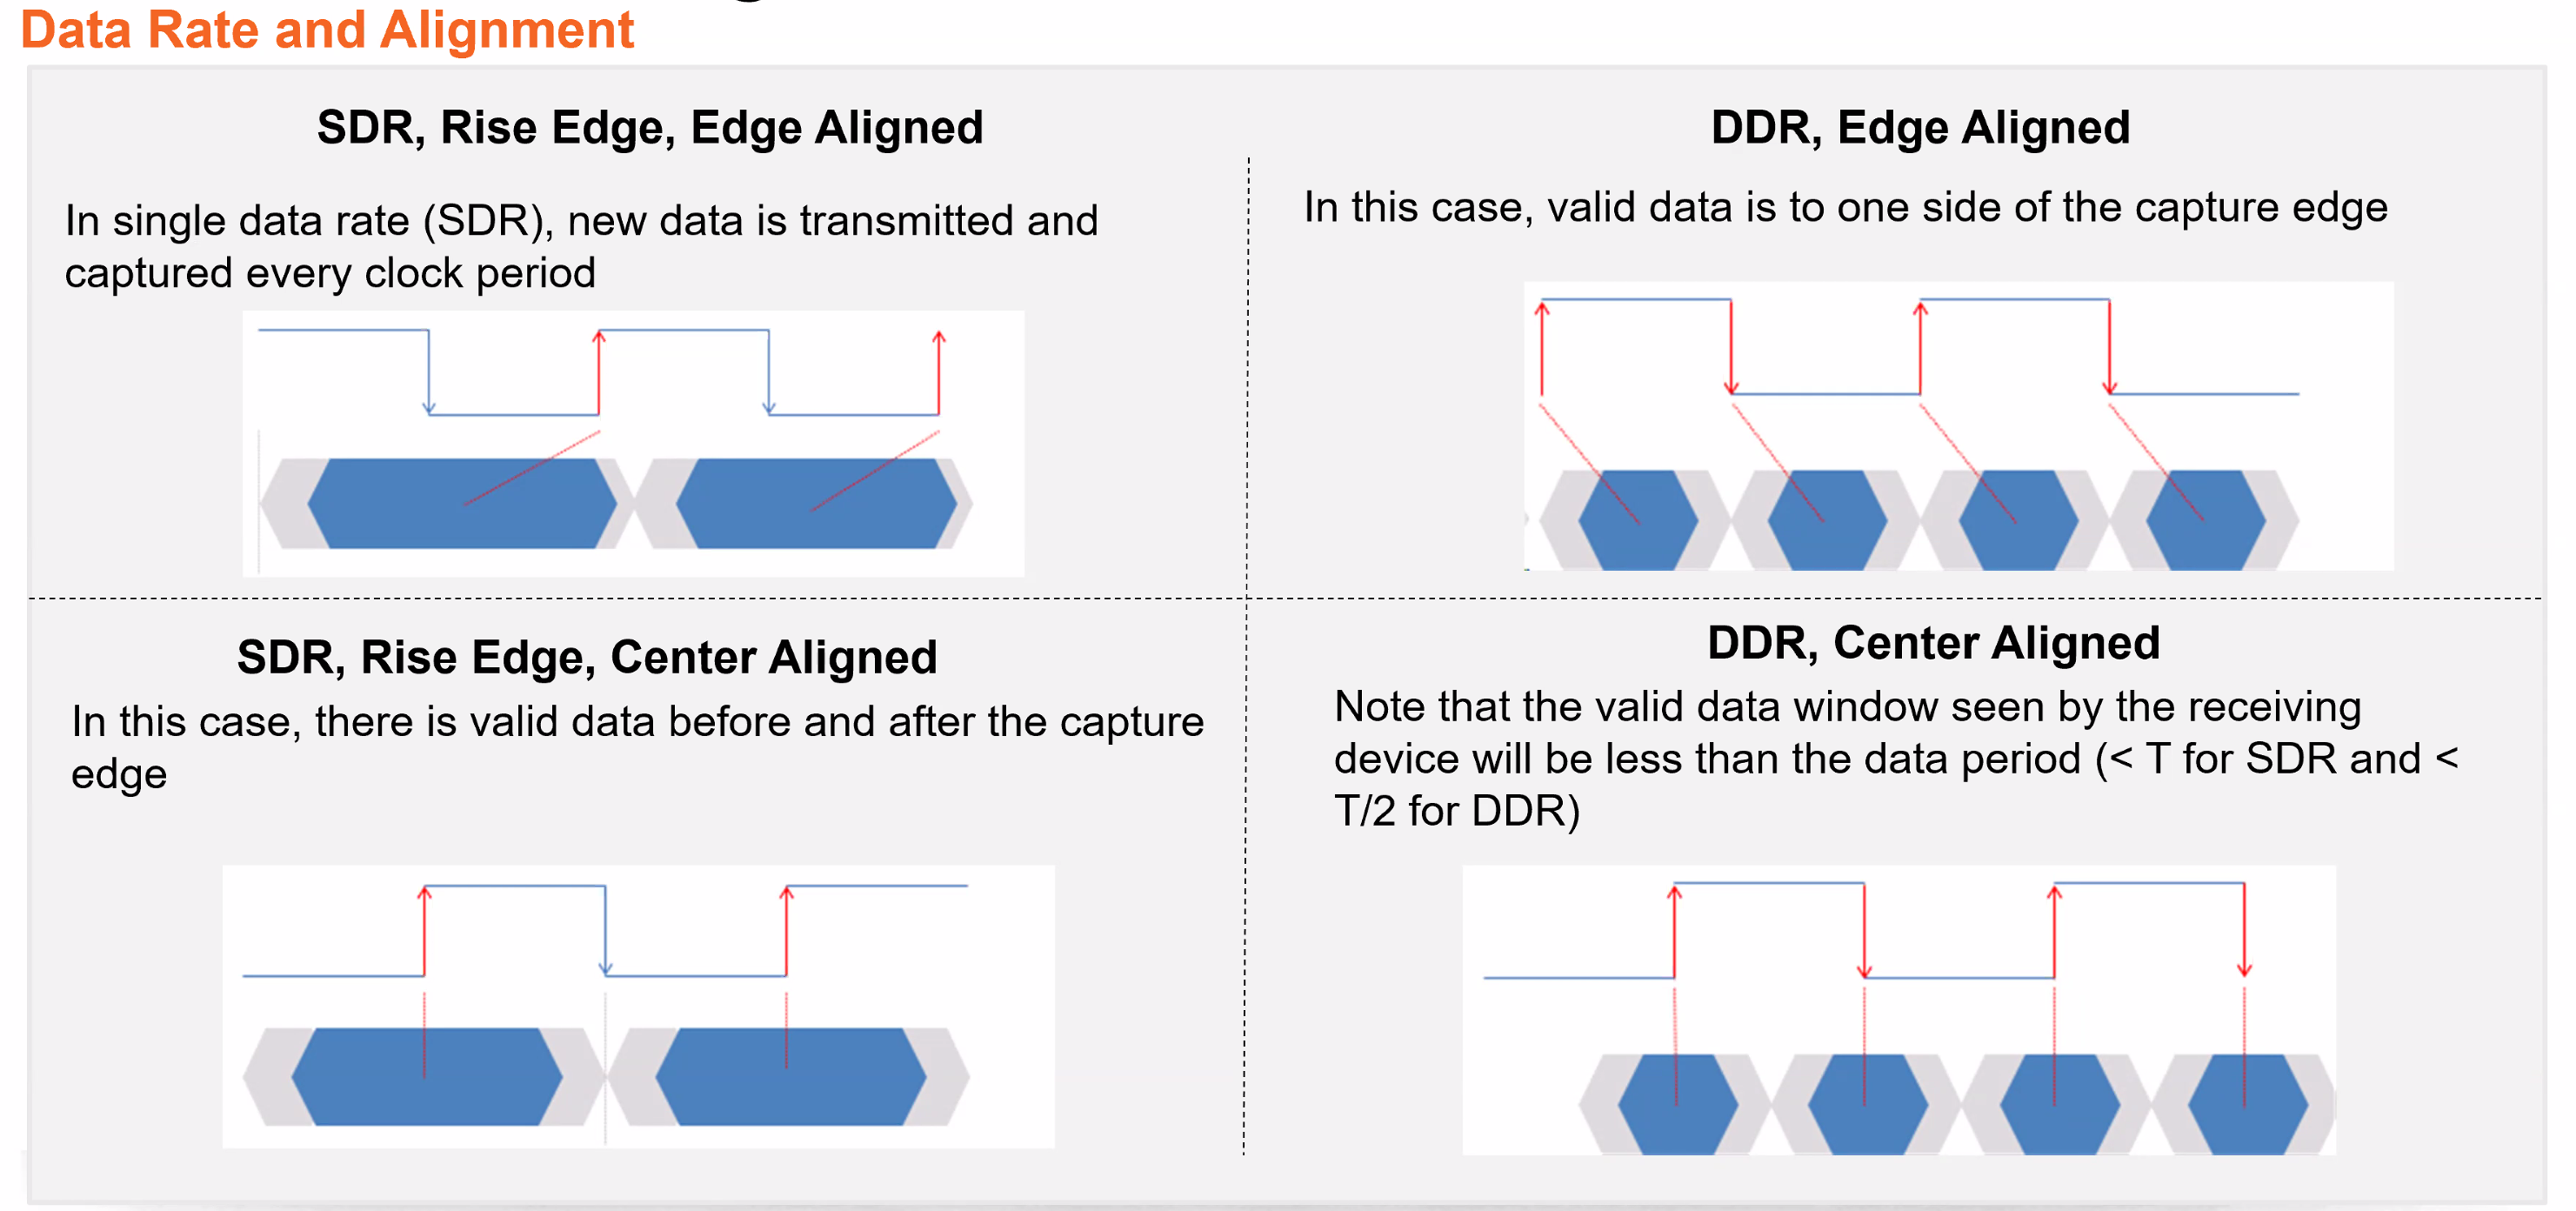 Data Rate and Alignment
SDR, Rise Edge, Edge Aligned
In single data rate (SDR), new data is transmitted and
captured every clock period
DDR, Edge Aligned
In this case, valid data is to one side of the capture edge
SDR, Rise Edge, Center Aligned
In this case, there is valid data before and after the capture
edge
DDR, Center Aligned
Note that the valid data window seen by the receiving
device will be less than the data period (< T for SDR and <
T/2 for DDR)